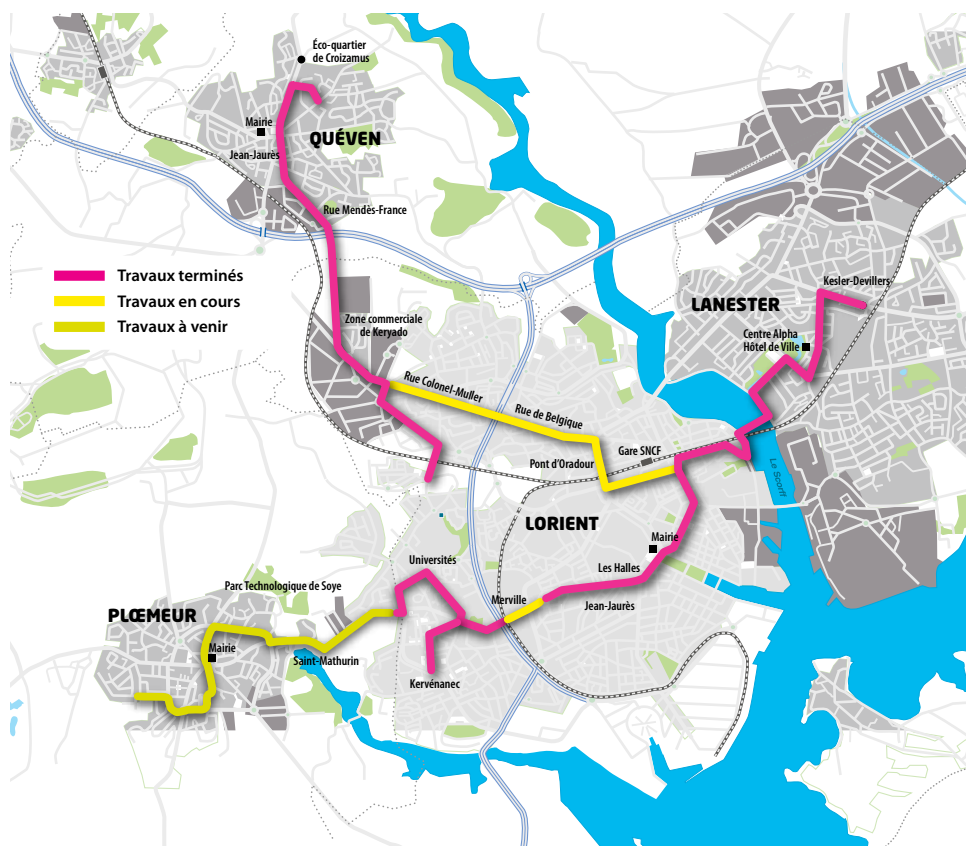 Éco-quartier
de Croizamus
Mairie
QUÉVEN
Jean-Jaurès
Rue Mendès-France
Travaux terminés
Travaux en cours
Travaux à venir
Kesler-Devillers
LANESTER
Zone commerciale
de Keryado
Centre Alpha
Hôtel de Ville
Rue Colonel-Muller
Rue de Belgique
Gare SNCF
Pont d'Oradour
Le Scorff
LORIENT
Mairie
Universités
Les Halles
Parc Technologique de Soye
Merville
Jean-Jaurès
PLŒMEUR
Mairie
Saint-Mathurin
Kervénanec